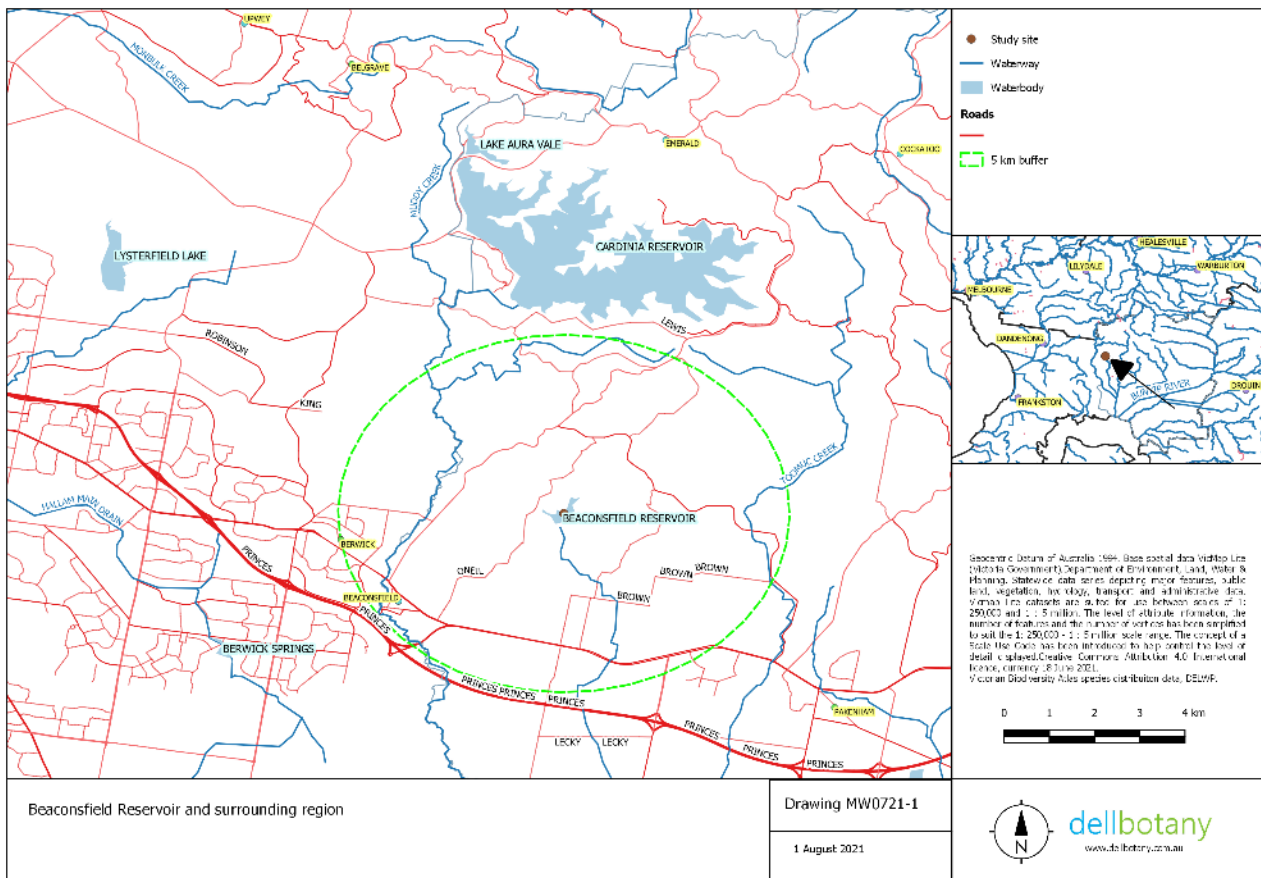 UPWEY
MONBULK CREEK
BELGRAVE
LAKE AURA VALE
EMERALD
COCKATOO
MUDDY CREEK
CARDINIA RESERVOIR
LYSTERFIELD LAKE
LEWIS
ROBINSON
KING
TOOMUC CREEK
HALLAM MAIN DRAIN
BEACONSFIELD RESERVOIR
PRINCES
BERWICK
ONEIL
BROWN
BROWN
BROWN
BEACONSFIELD
PRINCES
BERWICK SPRINGS
PRINCES
PRINCES
PRINCES
PAKENHAM
PRINCES
PRINCES
PRINCES
LECKY
LECKY
Study site
Waterway
Waterbody
Roads
5 km buffer
HEALESVILLE
LILYDALE
WARBURTON
MELBOURNE
DANDENONG
BUNYIP RIVER
DROUIN
FRANKSTON
Geocentric Datum of Australia 1994. Base spatial data VicMap Lite
(Victoria Government), Department of Environment, Land, Water &
Planning. Statewide data series depicting major features, public
land, vegetation, hydrology, transport and administrative data.
Vicmap Lite datasets are suited for use between scales of 1:
250,000 and 1 : 5 million. The level of attribute information, the
number of features and the number of vertices has been simplified
to suit the 1: 250,000 - 1 : 5 million scale range. The concept of a
Scale Use Code has been introduced to help control the level of
detail displayed.Creative Commons Attribution 4.0 International
licence, currency 18 June 2021.
Victorian Biodiversity Atlas species distribution data, DELWP.
0 1 2 3 4 km
Beaconsfield Reservoir and surrounding region
Drawing MW0721-1
1 August 2021
N
dellbotany
www.dellbotany.com.au